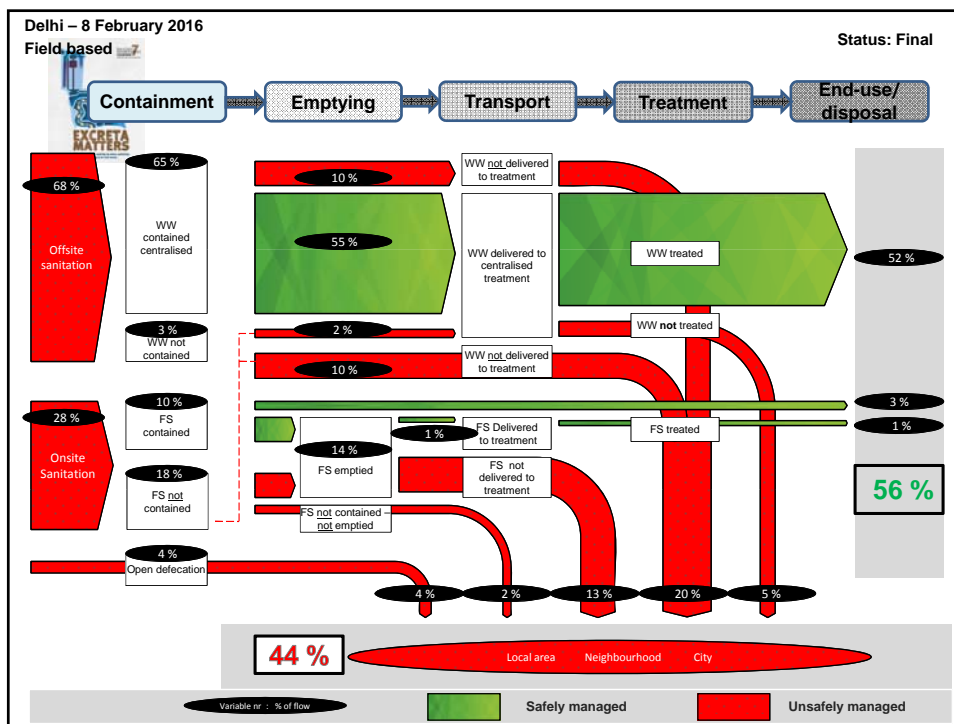 Delhi – 8 February 2016
Field based
Status: Final
7
EXCRETA
MATTERS
Containment
Emptying
Transport
Treatment
End-use/
disposal
68 %
Offsite
sanitation
65 %
WW
contained
centralised
3 %
WW not
contained
10 %
55 %
2 %
10 %
WW not delivered
to treatment
WW delivered to
centralised
treatment
WW not delivered
to treatment
WW treated
WW not treated
52 %
28 %
Onsite
Sanitation
10 %
FS
contained
18 %
FS not
contained
14 %
FS emptied
1 %
FS Delivered
to treatment
FS not
delivered to
treatment
FS treated
3 %
1 %
56 %
FS not contained –
not emptied
4 %
Open defecation
4 %
2 %
13 %
20 %
5 %
44 %
Local area Neighbourhood City
Variable nr : % of flow
Safely managed
Unsafely managed